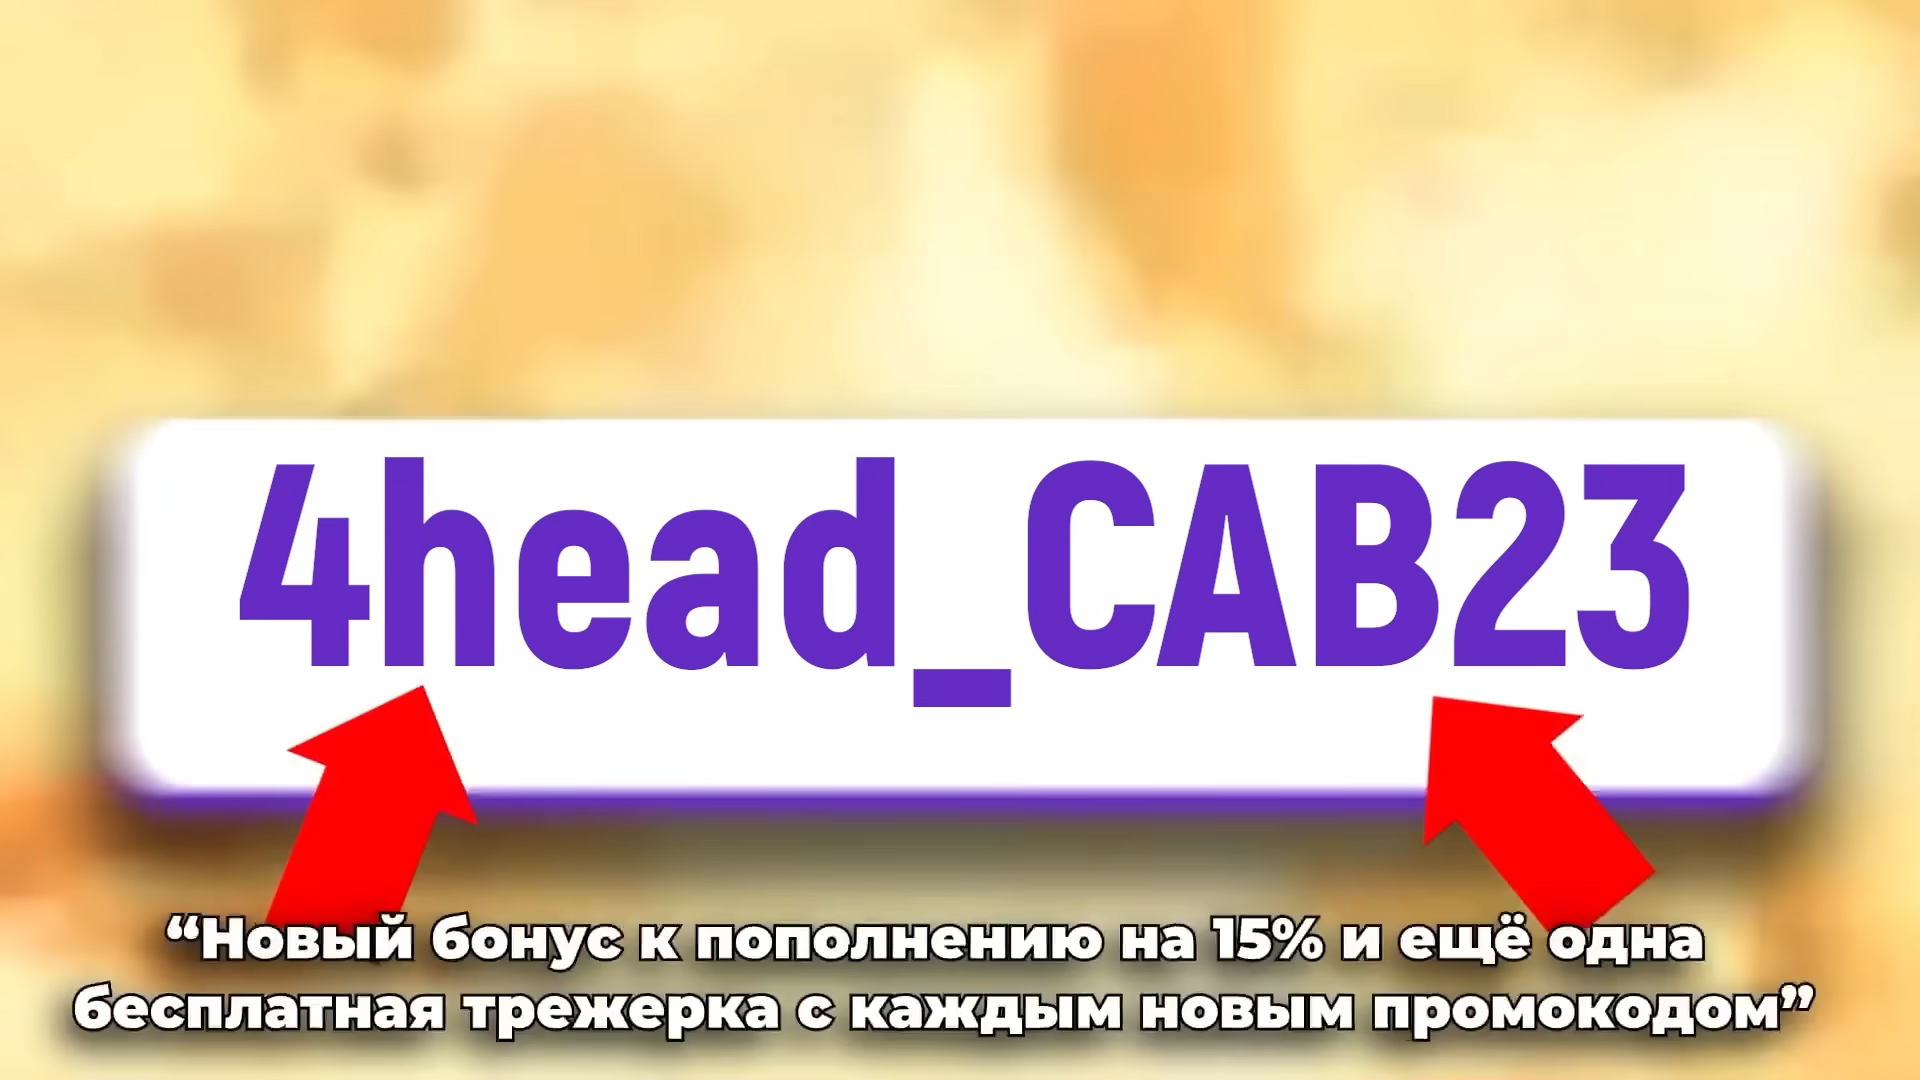 4head_CAB23
“Новый бонус к пополнению на 15% и ещё одна
бесплатная трежерка с каждым новым промокодом”